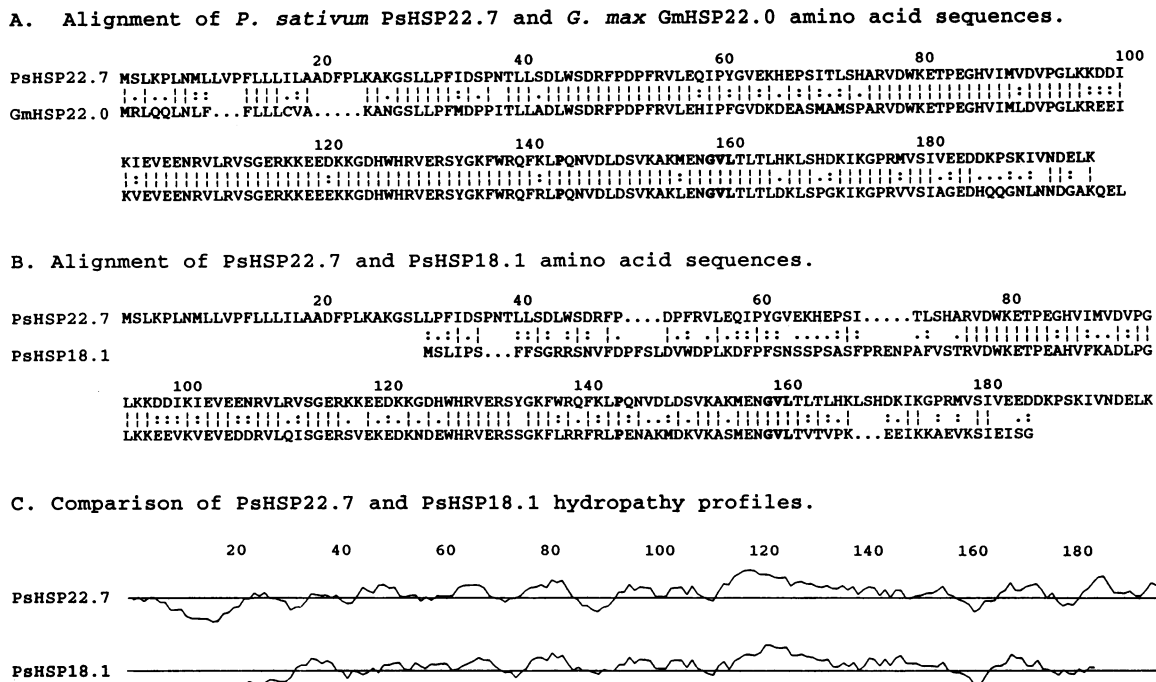 A. Alignment of P. sativum PsHSP22.7 and G. max GmHSP22.0 amino acid sequences.
20 40 60 80 100
PsHSP22.7 MSLKPLNMLLVPFLLLILAADFPLKAKGSLLPFIDSPNTLLSDLWSDRFPDPFRVLEQIPYGVEKHEPSITLSHARVDWKETPEGHVIMVDVPGLKKDDI
GmHSP22.0 MRLQQLNLF...FLLLCVA.....KANGSLLPFMDPPITLLADLWSDRFPDPFRVLEHIPFGVDKDEASMAMSPARVDWKETPEGHVIMLDVPGLKREEI
120 140 160 180
KIEVEENRVLRVSGERKKEEDKKGDHWHRVERSYGKFWRQFKLPQNVDLDSVKAKMENGVLTLTLHKLSHDKIKGPRMVSIVEEDDKPSKIVNDELK
KVEVEENRVLRVSGERKKEEEKKGDHWHRVERSYGKFWRQFRLPQNVDLDSVKAKLENGVLTLTLDKLSPGKIKGPRVVSIAGEDHQQGNLNNDGAKQEL
B. Alignment of PsHSP22.7 and PsHSP18.1 amino acid sequences.
20 40 60 80
PsHSP22.7 MSLKPLNMLLVPFLLLILAADFPLKAKGSLLPFIDSPNTLLSDLWSDRFP....DPFRVLEQIPYGVEKHEPSI.....TLSHARVDWKETPEGHVIMVDVPG
PsHSP18.1 MSLIPS...FFSGRRSNVFDPFSLDVWDPLKDFPFSNSSPSASFPRENPAFVSTRVDWKETPEAHVFKADLPG
100 120 140 160 180
LKKDDIKIEVEENRVLRVSGERKKEEDKKGDHWHRVERSYGKFWRQFKLPQNVDLDSVKAKMENGVLTLTLHKLSHDKIKGPRMVSIVEEDDKPSKIVNDELK
LKKEEVKVEVEDDRVLQISGERSVEKEDKNDEWHRVERSSGKFLRRFRLPENAKMDKVKASMENGVLTVTVPK...EEIKKAEVKSIEISG
C. Comparison of PsHSP22.7 and PsHSP18.1 hydropathy profiles.
20 40 60 80 100 120 140 160 180
PsHSP22.7
PsHSP18.1